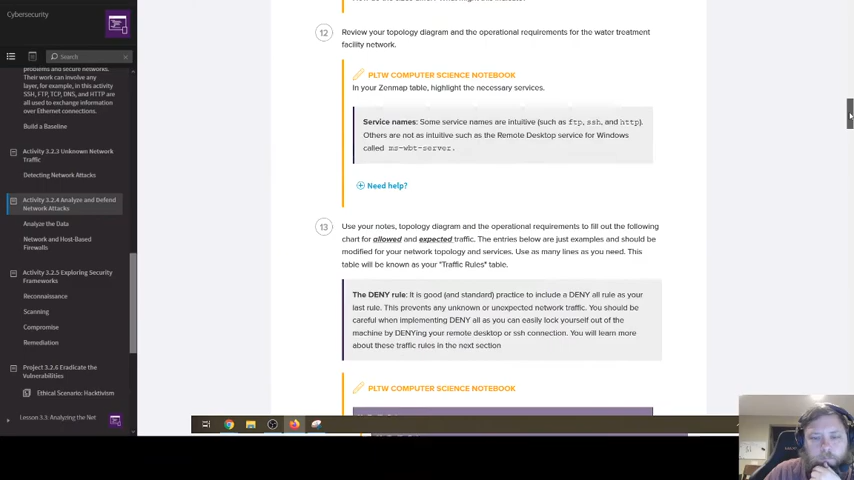 Cybersecurity
Search
problems and secure networks.
Their work can involve any
layer, for example, in this activity
SSH, FTP, TCP, DNS, and HTTP are
all used to exchange information
over Ethernet connections.
Build a Baseline
Activity 3.2.3 Unknown Network
Traffic
Detecting Network Attacks
Activity 3.2.4 Analyze and Defend
Network Attacks
Analyze the Data
Network and Host-Based
Firewalls
Activity 3.2.5 Exploring Security
Frameworks
Reconnaissance
Scanning
Compromise
Remediation
Project 3.2.6 Eradicate the
Vulnerabilities
Ethical Scenario: Hacktivism
Lesson 3.3: Analyzing the Net
12
Review your topology diagram and the operational requirements for the water treatment
facility network.
PLTW COMPUTER SCIENCE NOTEBOOK
In your Zenmap table, highlight the necessary services.
Service names: Some service names are intuitive (such as ftp, ssh, and http).
Others are not as intuitive such as the Remote Desktop service for Windows
called ms-wbt-server.
Need help?
13
Use your notes, topology diagram and the operational requirements to fill out the following
chart for allowed and expected traffic. The entries below are just examples and should be
modified for your network topology and services. Use as many lines as you need. This
table will be known as your "Traffic Rules" table.
The DENY rule: It is good (and standard) practice to include a DENY all rule as your
last rule. This prevents any unknown or unexpected network traffic. You should be
careful when implementing DENY all as you can easily lock yourself out of the
machine by DENYing your remote desktop or ssh connection. You will learn more
about these traffic rules in the next section
PLTW COMPUTER SCIENCE NOTEBOOK